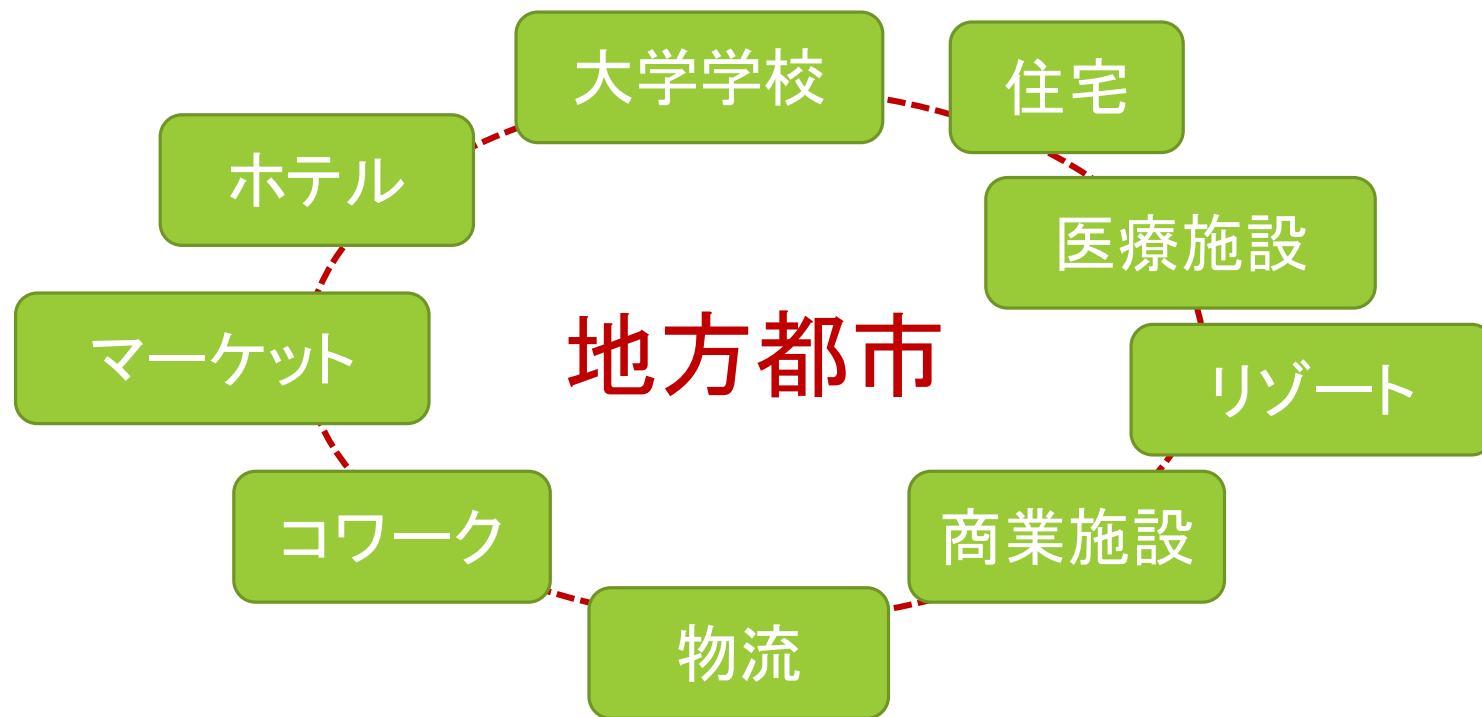 大学学校
住宅
ホテル
医療施設
マーケット
地方都市
リゾート
コワーク
商業施設
物流